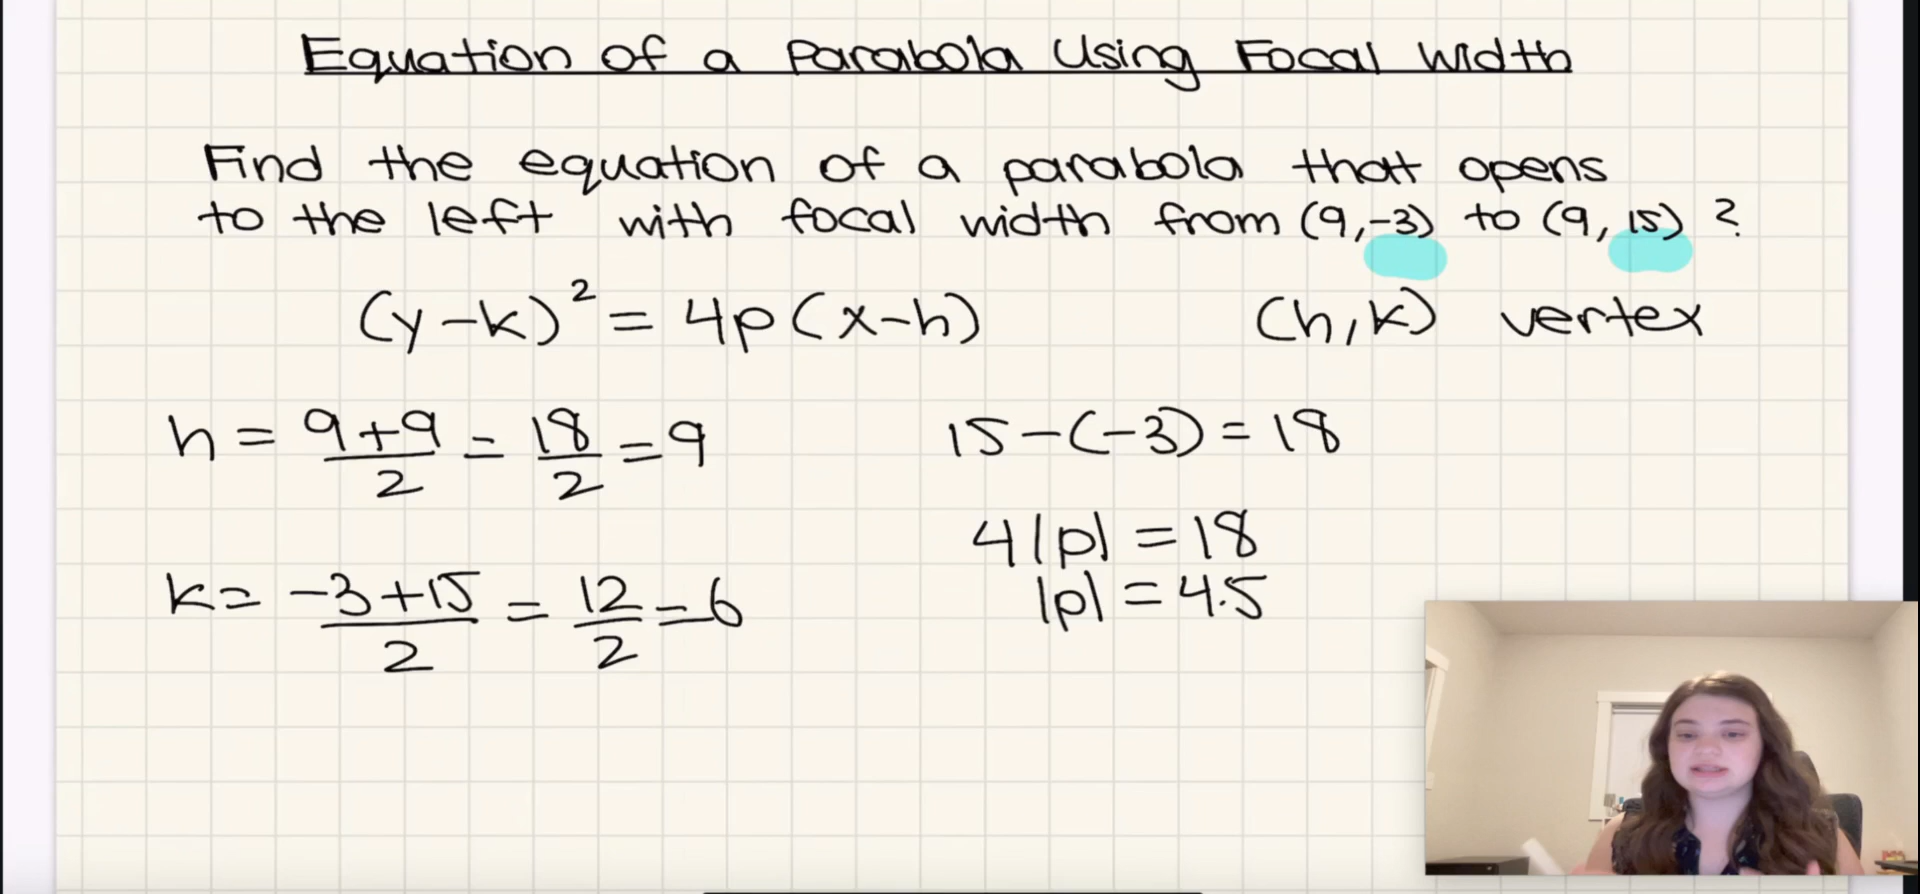 Equation of a Parabola Using Focal Width
Find the equation of a parabola that opens
to the left with focal width from (9,-3) to (9, 15) ?
(y-k)² = 4p(x-h)
(h,k) vertex
h = 9+9/2 = 18/2 = 9
15-(-3) = 18
4|p| = 18
|p| = 4.5
k = -3+15/2 = 12/2 = 6